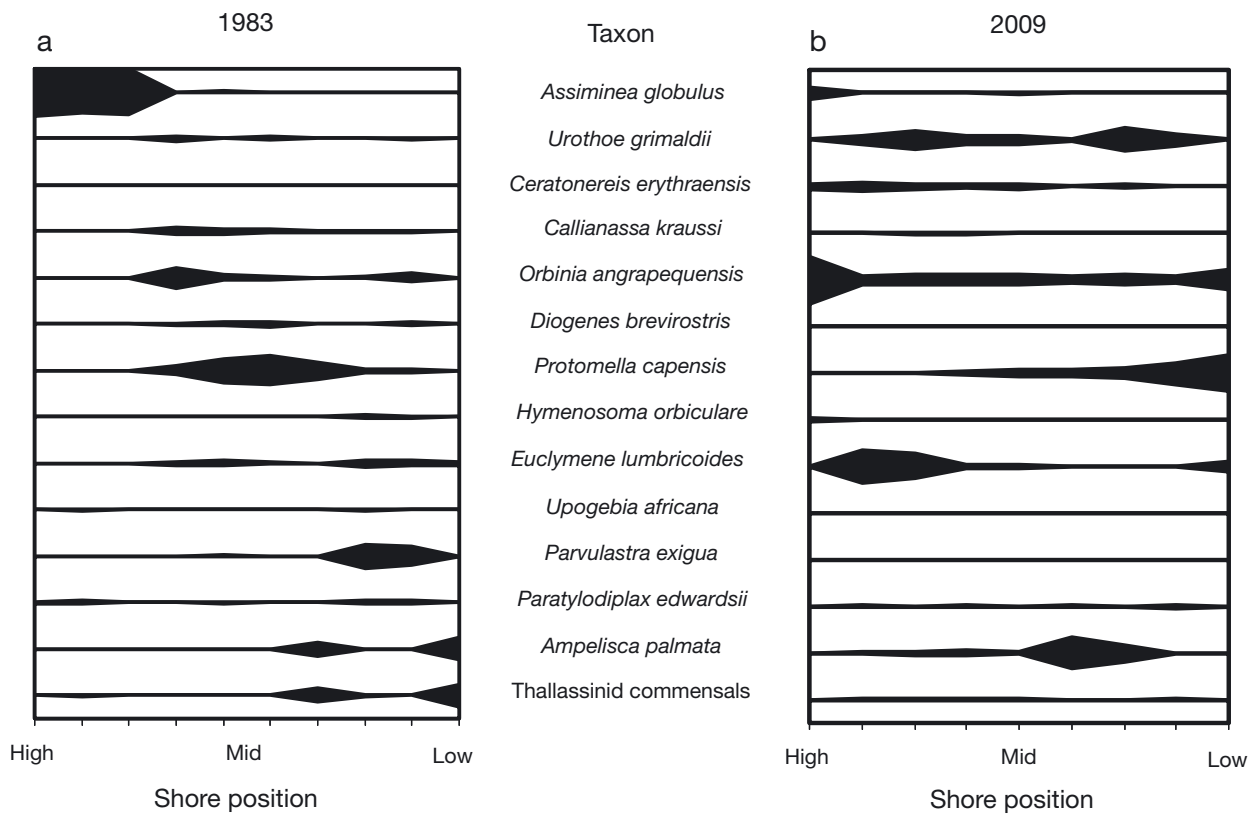 1983
Taxon
2009
a
b
Assiminea globulus
Urothoe grimaldii
Ceratonereis erythraensis
Callianassa kraussi
Orbinia angrapequensis
Diogenes brevirostris
Protomella capensis
Hymenosoma orbiculare
Euclymene lumbricoides
Upogebia africana
Parvulastra exigua
Paratylodiplax edwardsii
Ampelisca palmata
Thallassinid commensals
High Mid Low
Shore position
High Mid Low
Shore position